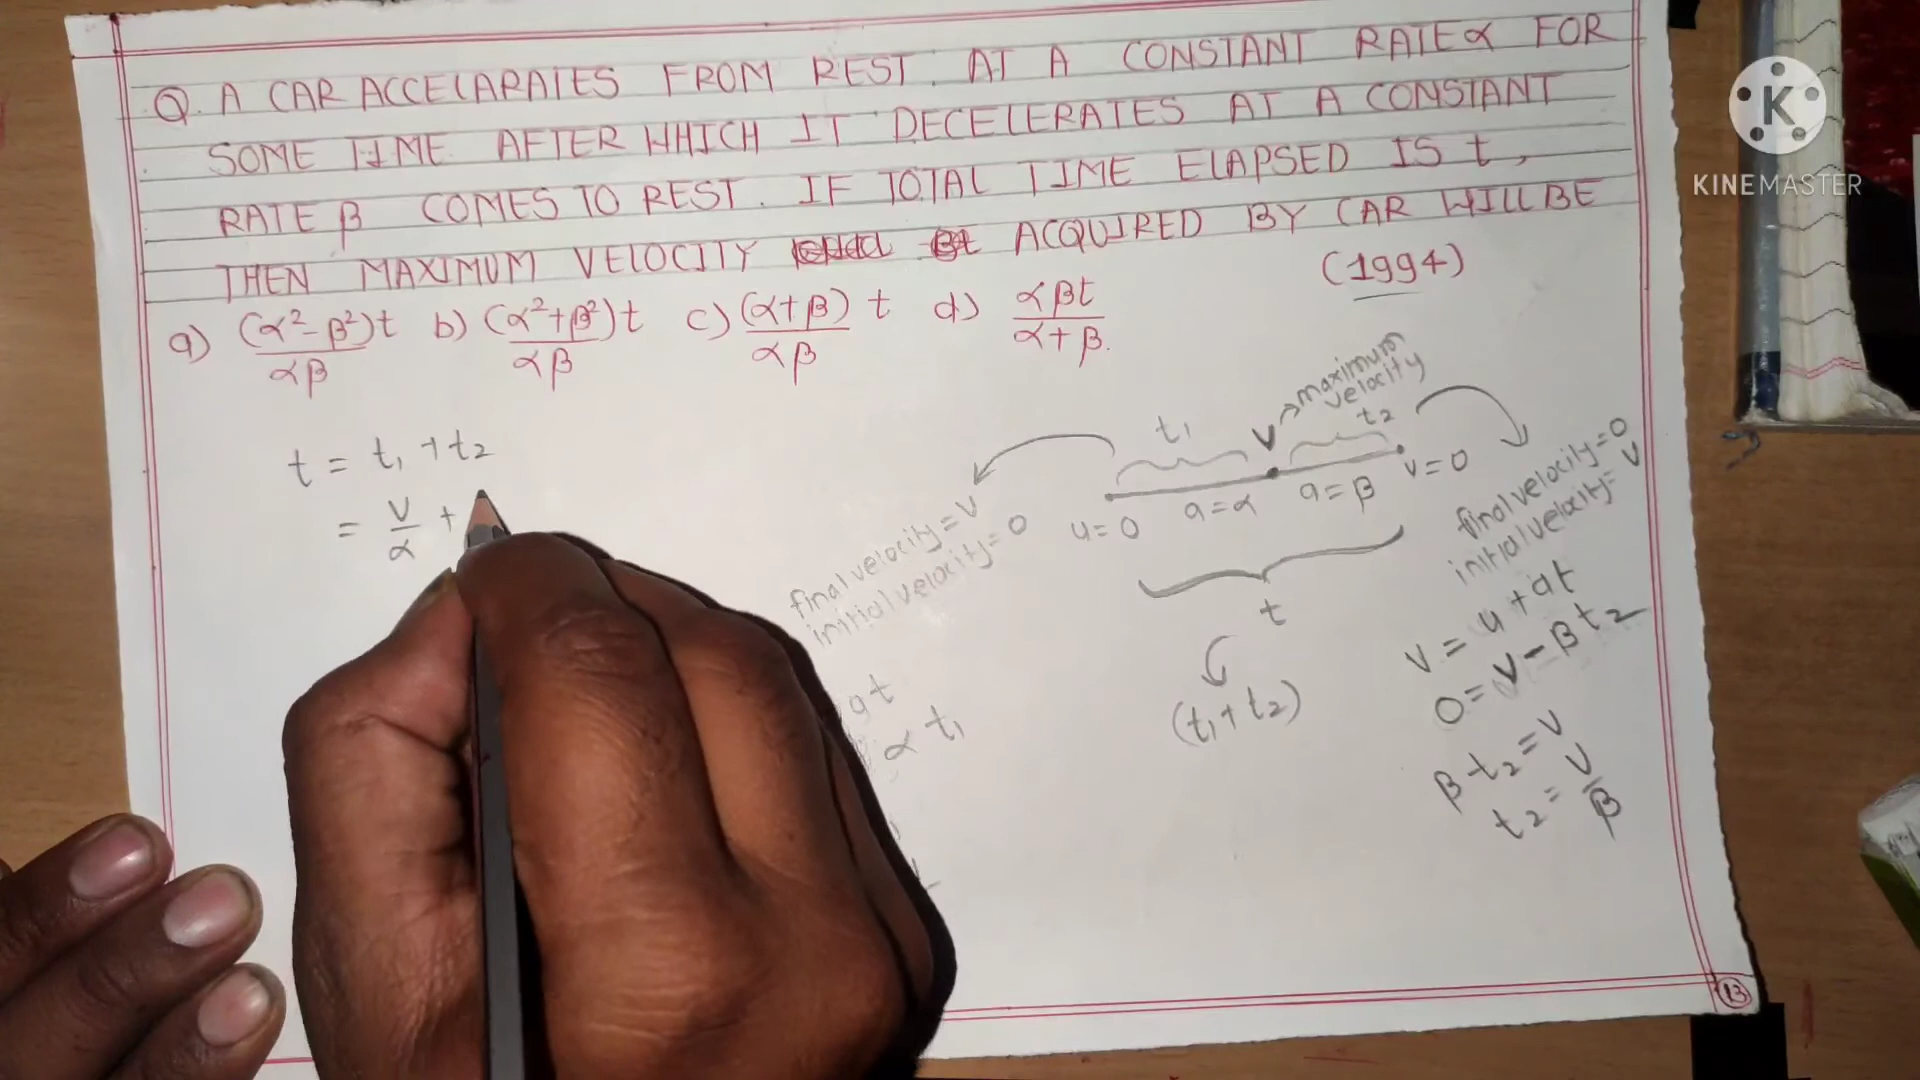 Q. A CAR ACCELARATES FROM REST AT A CONSTANT RATE α FOR
SOME TIME AFTER WHICH IT DECELERATES AT A CONSTANT
RATE β COMES TO REST. IF TOTAL TIME ELAPSED IS t,
THEN MAXIMUM VELOCITY ACQUIRED BY CAR WILL BE
(1994)
a) (α²-β²)t/αβ b) (α²+β²)t/αβ c) (α+β)t/αβ d) αβt/α+β.
t = t₁ + t₂
= v/α +
maximum
velocity
t₁ v t₂
u=0 a=α a=β v=0
final velocity = v
initial velocity = 0
final velocity = 0
initial velocity = v
t
(t₁+t₂)
at
α t₁
v = u + at
0 = v - βt₂
βt₂ = v
t₂ = v/β
13
K
KINEMASTER